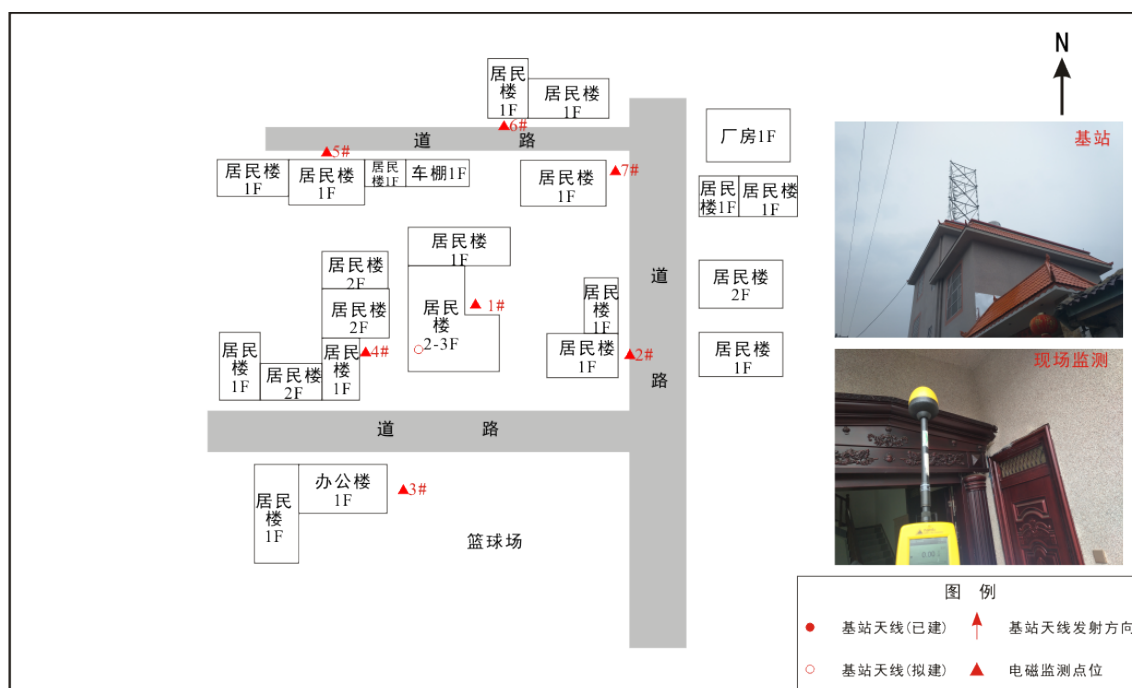 N
居民
楼
1F
居民楼
1F
6#
道 路
厂房1F
基站
5#
居民楼
1F
居民楼
1F
居民
楼1F
车棚1F
居民楼
1F
7#
居民
楼1F
居民楼
1F
居民楼
1F
居民楼
2F
居民楼
2F
居民
楼
2-3F
1#
居民
楼
1F
道
路
居民楼
2F
居民
楼
1F
居民楼
2F
居民
楼
1F
4#
居民楼
1F
2#
居民楼
1F
现场监测
道 路
居民
楼
1F
办公楼
1F
3#
篮球场
图 例
基站天线(已建)
基站天线发射方向
基站天线(拟建)
电磁监测点位